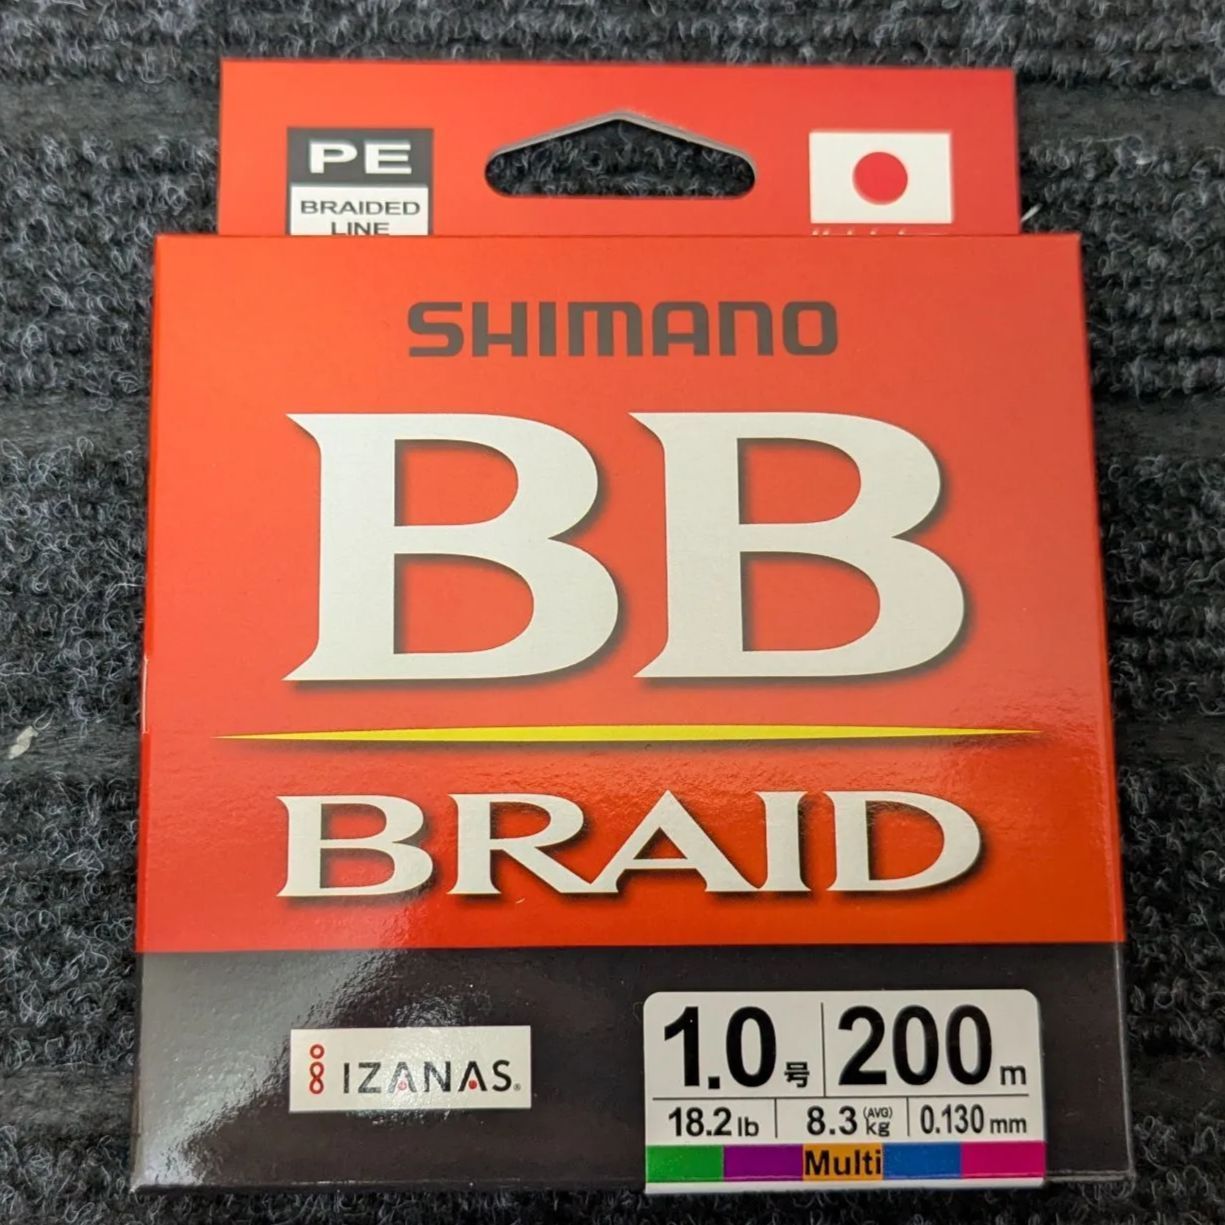 PE
BRAIDED
LINE
SHIMANO
BB
BRAID
IZANAS®
1.0号 200m
18.2lb 8.3(AVG)kg 0.130mm
Multi